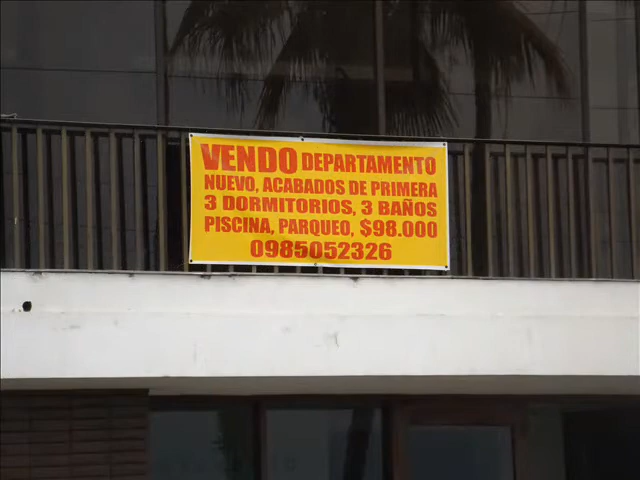 VENDO DEPARTAMENTO
NUEVO, ACABADOS DE PRIMERA
3 DORMITORIOS, 3 BAÑOS
PISCINA, PARQUEO, $98.000
0985052326